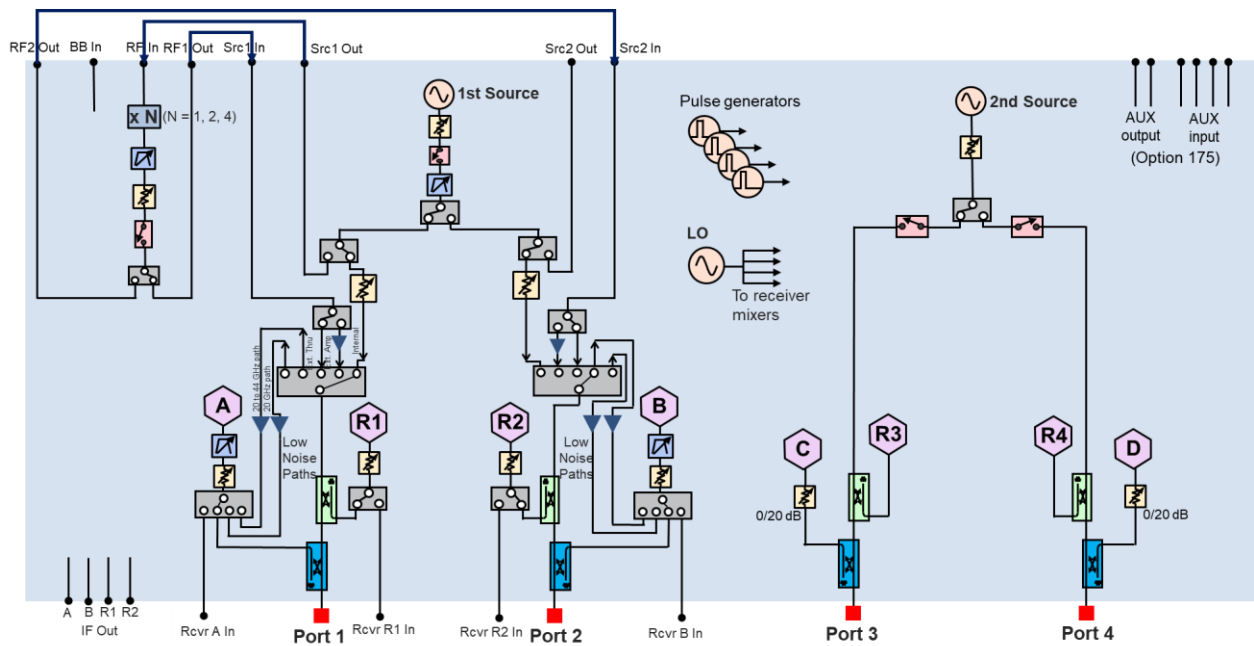 RF2 Out
BB In
RF In
RF1 Out
Src1 In
Src1 Out
Src2 Out
Src2 In
1st Source
x N
(N = 1, 2, 4)
Pulse generators
2nd Source
AUX
output
AUX
input
(Option 175)
LO
To receiver
mixers
20 to 44 GHz path
20 GHz path
Ext. Thru
Ext. Amp
Internal
A
R1
R2
B
C
R3
R4
D
Low
Noise
Paths
Low
Noise
Paths
0/20 dB
0/20 dB
A
B
R1
R2
IF Out
Rcvr A In
Port 1
Rcvr R1 In
Rcvr R2 In
Port 2
Rcvr B In
Port 3
Port 4